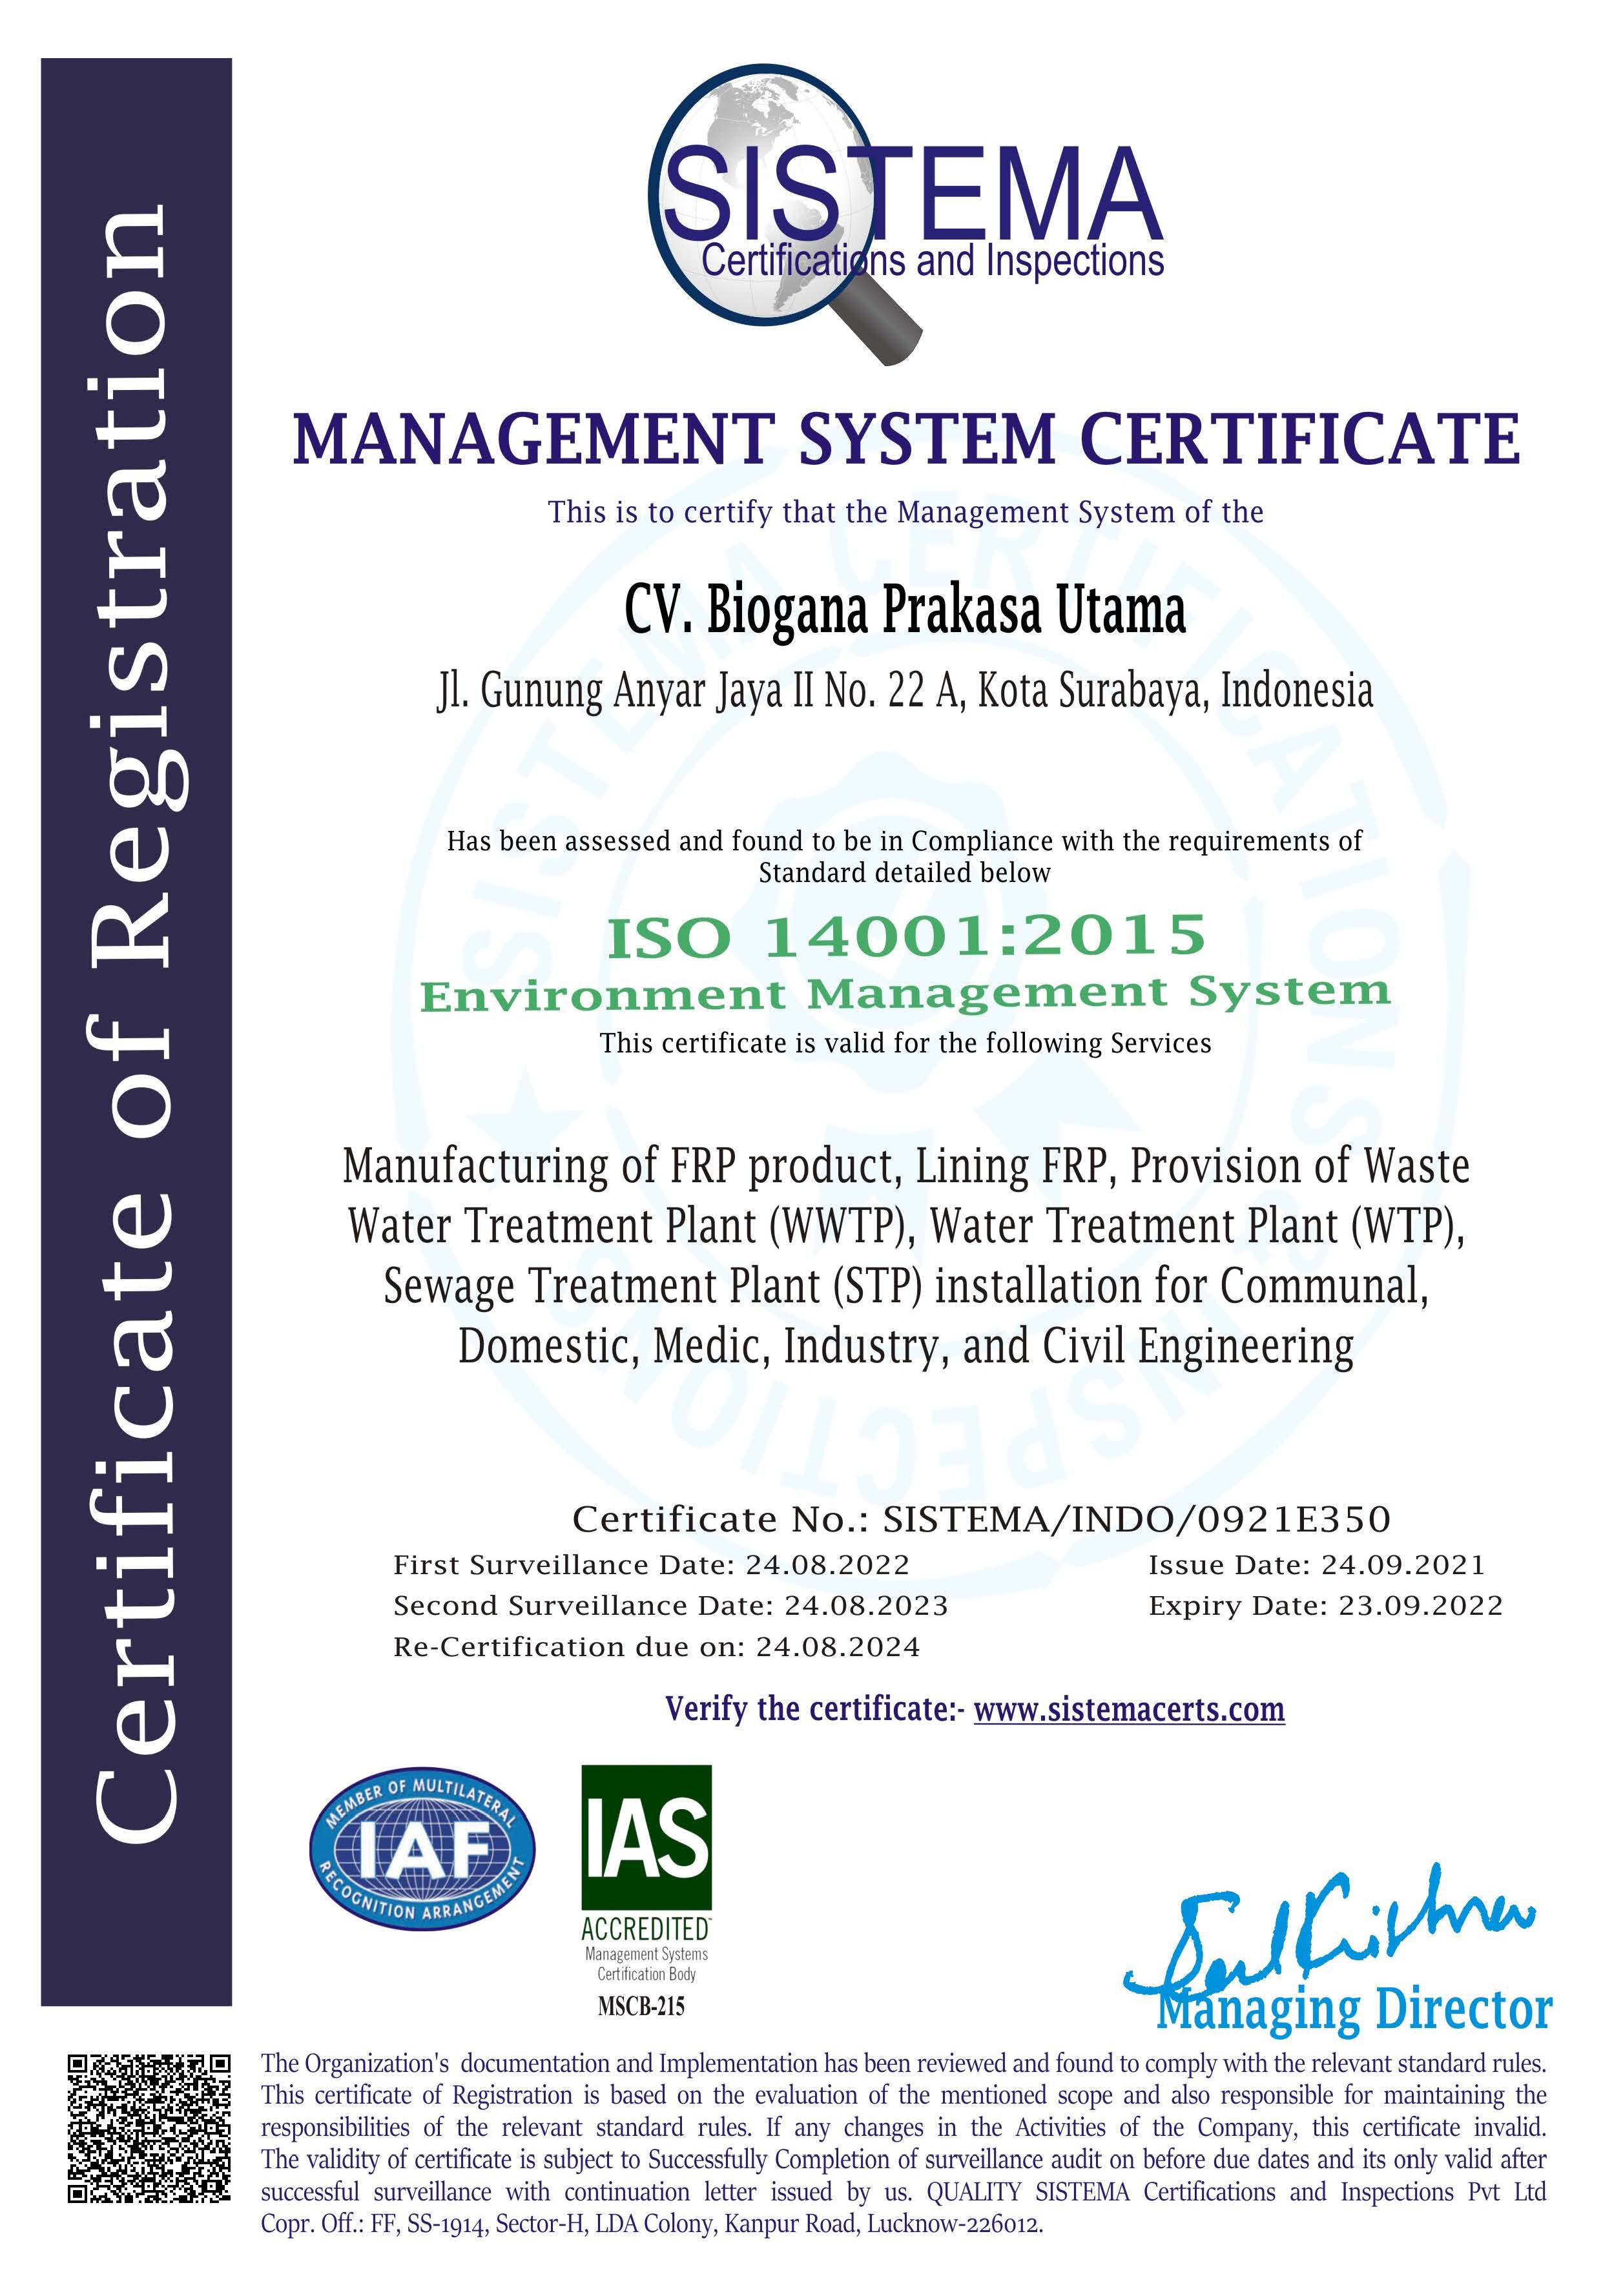 Certificate of Registration
SISTEMA
Certifications and Inspections
MANAGEMENT SYSTEM CERTIFICATE
This is to certify that the Management System of the
CV. Biogana Prakasa Utama
Jl. Gunung Anyar Jaya II No. 22 A, Kota Surabaya, Indonesia
Has been assessed and found to be in Compliance with the requirements of
Standard detailed below
ISO 14001:2015
Environment Management System
This certificate is valid for the following Services
Manufacturing of FRP product, Lining FRP, Provision of Waste
Water Treatment Plant (WWTP), Water Treatment Plant (WTP),
Sewage Treatment Plant (STP) installation for Communal,
Domestic, Medic, Industry, and Civil Engineering
SISTEMA CERTIFICATIONS & INSPECTIONS
Certificate No.: SISTEMA/INDO/0921E350
First Surveillance Date: 24.08.2022
Issue Date: 24.09.2021
Second Surveillance Date: 24.08.2023
Expiry Date: 23.09.2022
Re-Certification due on: 24.08.2024
Verify the certificate:- www.sistemacerts.com
MEMBER OF MULTILATERAL
IAF
RECOGNITION ARRANGEMENT
IAS
ACCREDITED™
Management Systems
Certification Body
MSCB-215
Managing Director
The Organization's documentation and Implementation has been reviewed and found to comply with the relevant standard rules.
This certificate of Registration is based on the evaluation of the mentioned scope and also responsible for maintaining the
responsibilities of the relevant standard rules. If any changes in the Activities of the Company, this certificate invalid.
The validity of certificate is subject to Successfully Completion of surveillance audit on before due dates and its only valid after
successful surveillance with continuation letter issued by us. QUALITY SISTEMA Certifications and Inspections Pvt Ltd
Copr. Off.: FF, SS-1914, Sector-H, LDA Colony, Kanpur Road, Lucknow-226012.